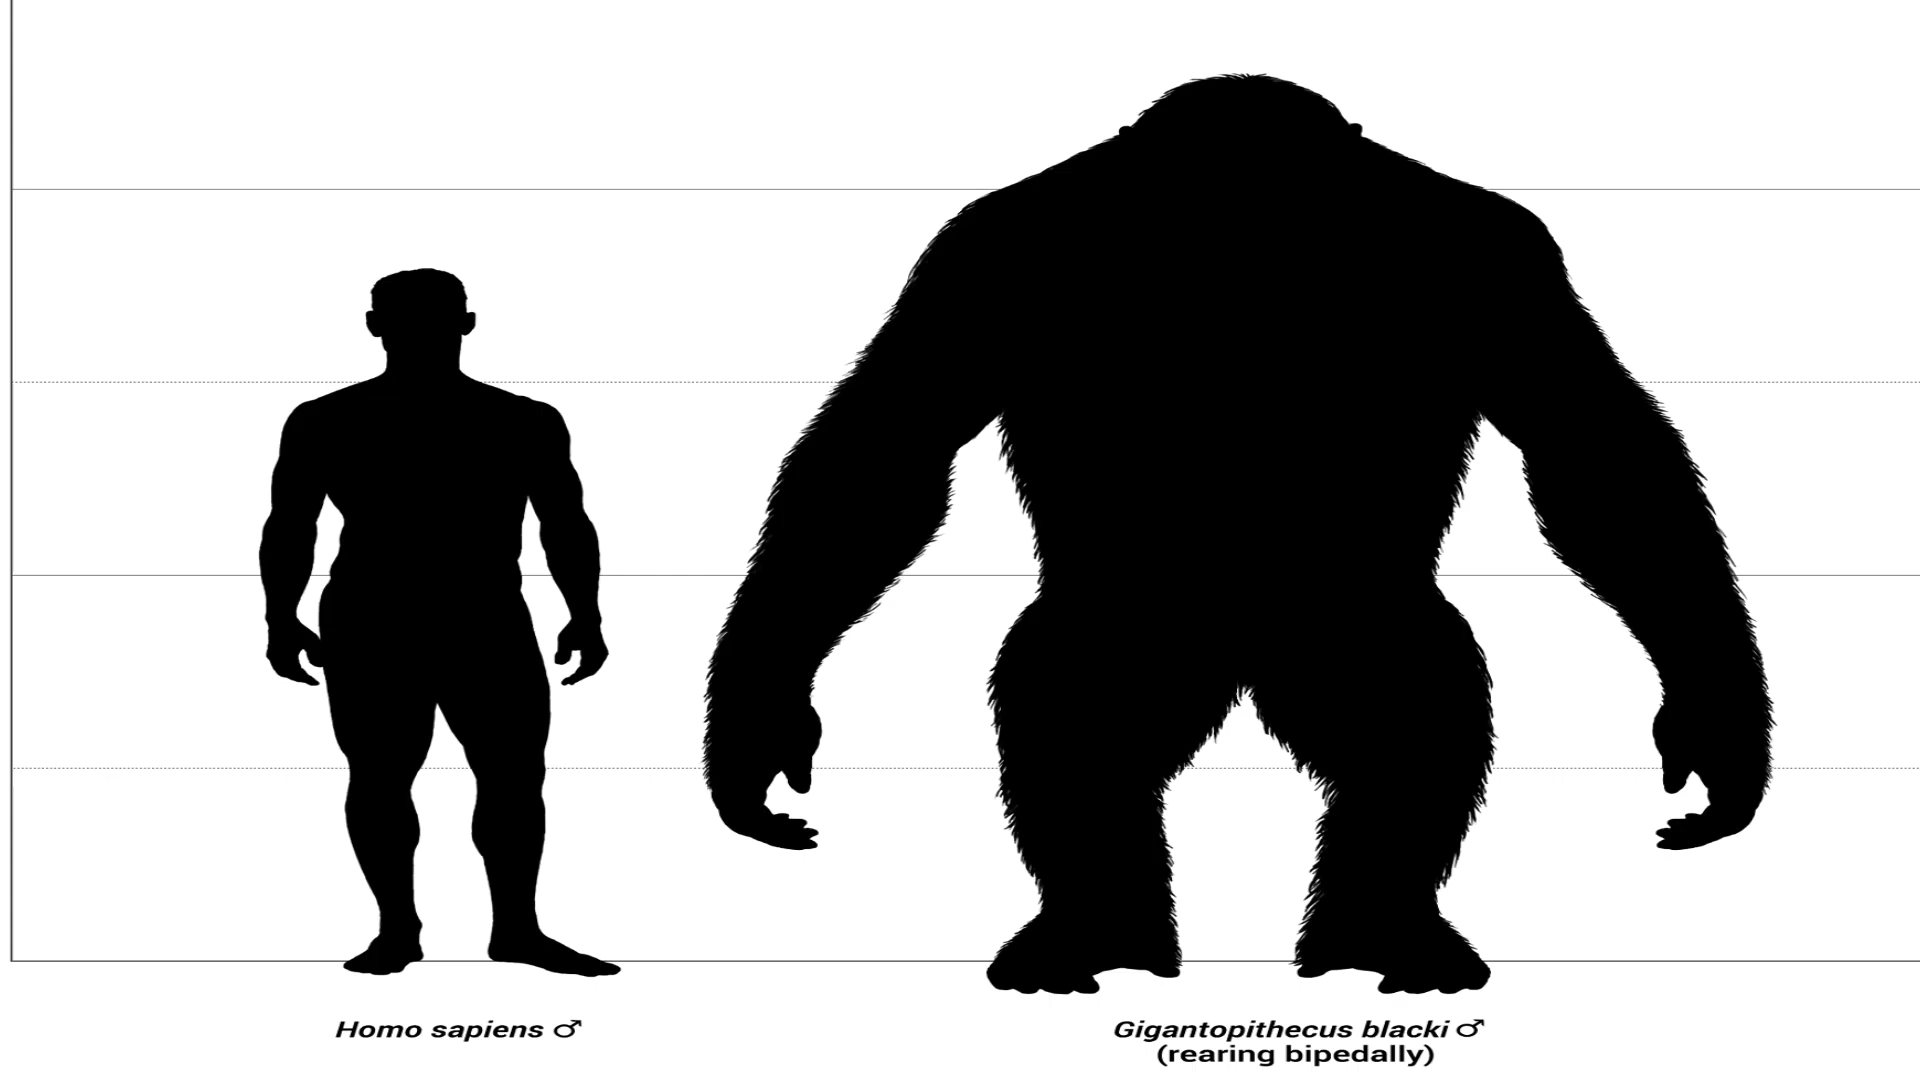 Homo sapiens ♂
Gigantopithecus blacki ♂
(rearing bipedally)